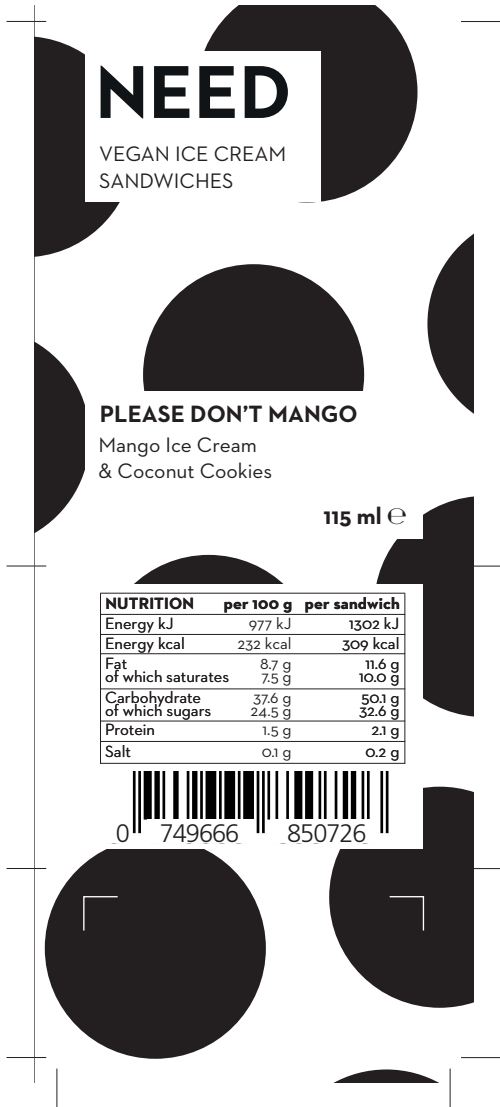 NEED
VEGAN ICE CREAM
SANDWICHES
PLEASE DON'T MANGO
Mango Ice Cream
& Coconut Cookies
115 ml ℮
NUTRITION per 100 g per sandwich
Energy kJ 977 kJ 1302 kJ
Energy kcal 232 kcal 309 kcal
Fat 8.7 g 11.6 g
of which saturates 7.5 g 10.0 g
Carbohydrate 37.6 g 50.1 g
of which sugars 24.5 g 32.6 g
Protein 1.5 g 2.1 g
Salt 0.1 g 0.2 g
0 749666 850726